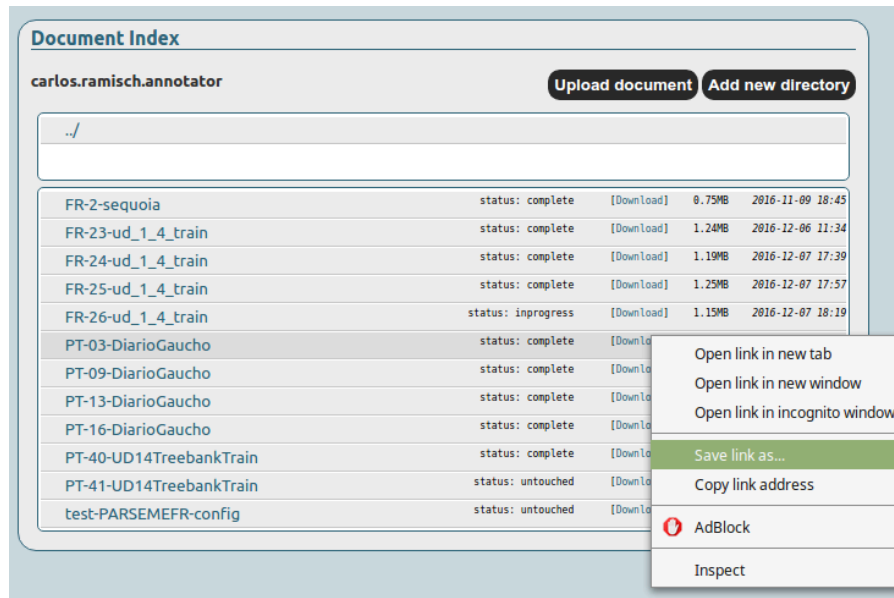 Document Index
carlos.ramisch.annotator
Upload document Add new directory
../
FR-2-sequoia status: complete [Download] 0.75MB 2016-11-09 18:45
FR-23-ud_1_4_train status: complete [Download] 1.24MB 2016-12-06 11:34
FR-24-ud_1_4_train status: complete [Download] 1.19MB 2016-12-07 17:39
FR-25-ud_1_4_train status: complete [Download] 1.25MB 2016-12-07 17:57
FR-26-ud_1_4_train status: inprogress [Download] 1.15MB 2016-12-07 18:19
PT-03-DiarioGaucho status: complete [Downlo
PT-09-DiarioGaucho status: complete [Downlo
PT-13-DiarioGaucho status: complete [Downlo
PT-16-DiarioGaucho status: complete [Downlo
PT-40-UD14TreebankTrain status: complete [Downlo
PT-41-UD14TreebankTrain status: untouched [Downlo
test-PARSEMEFR-config status: untouched [Downlo
Open link in new tab
Open link in new window
Open link in incognito window
Save link as...
Copy link address
AdBlock
Inspect